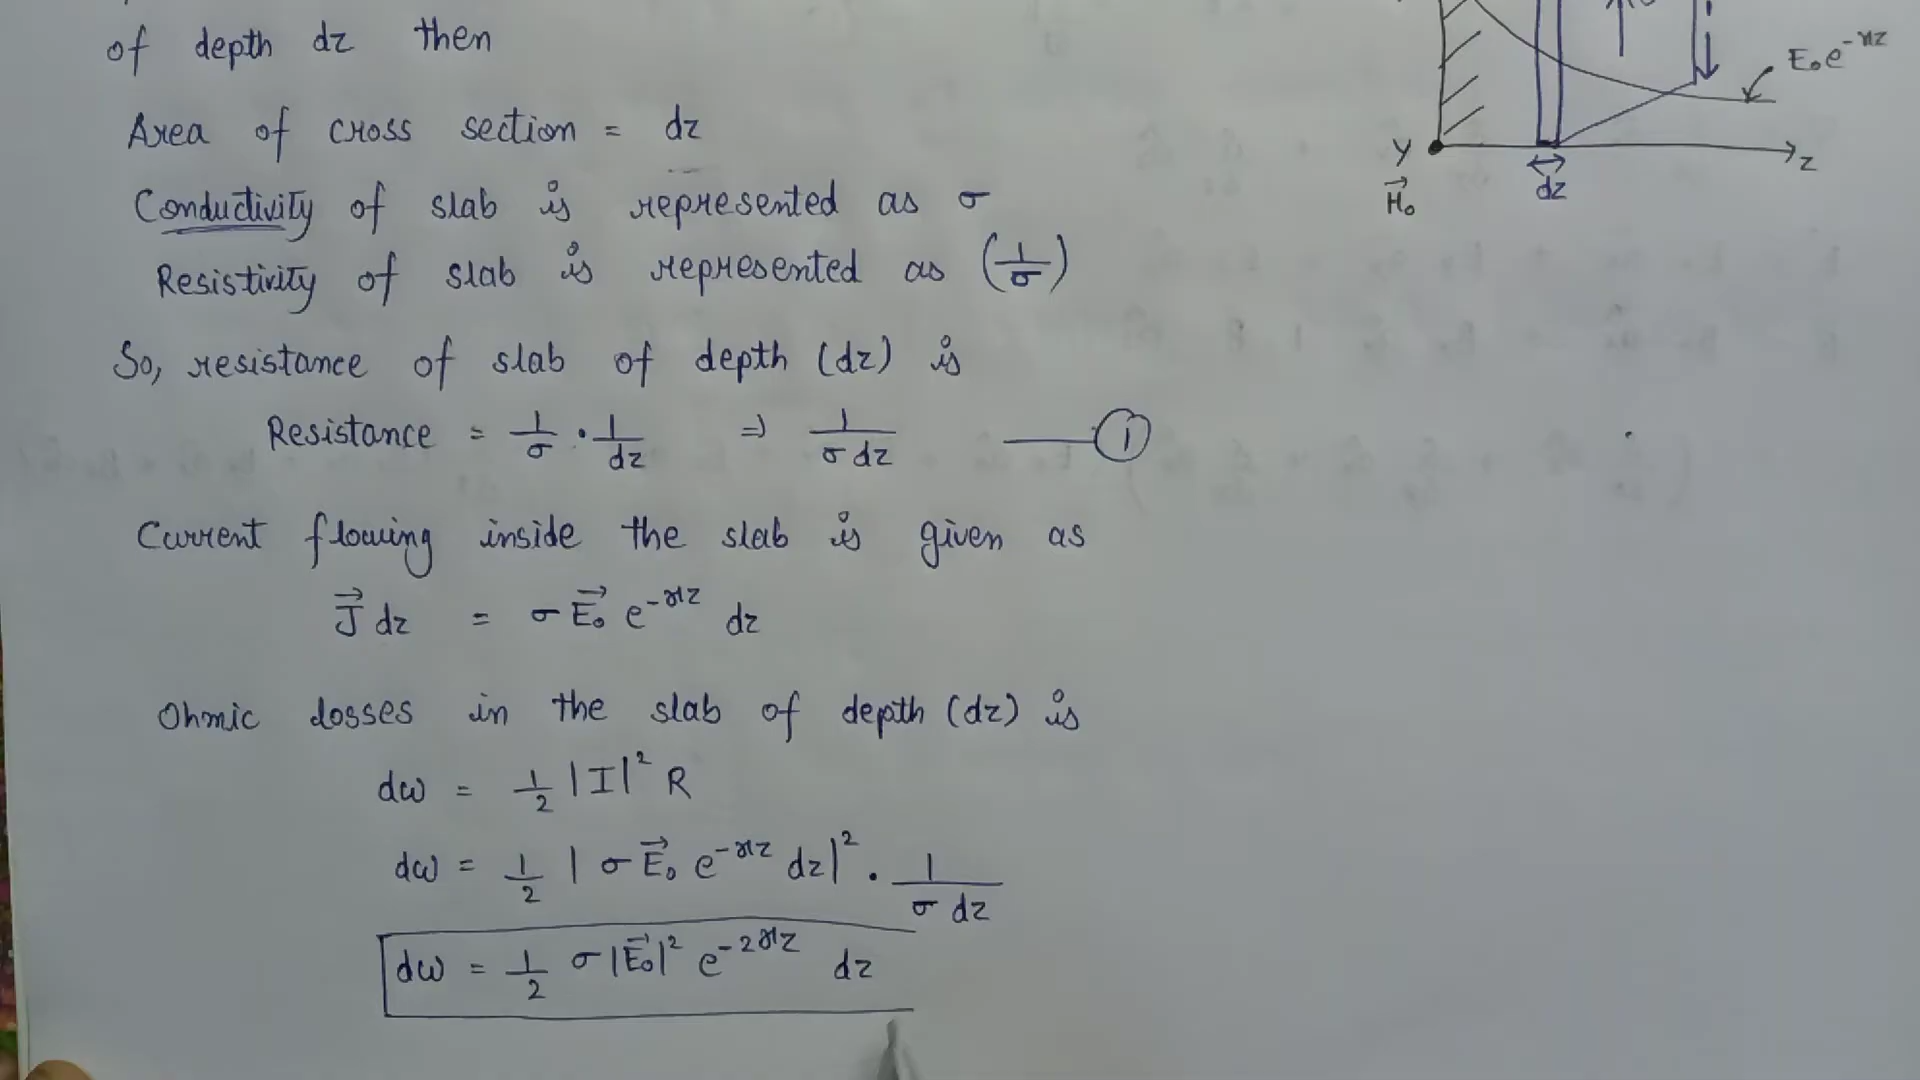 of depth dz then
Area of cross section = dz
Conductivity of slab is represented as σ
Resistivity of slab is represented as (1/σ)
So, resistance of slab of depth (dz) is
Resistance = 1/σ · 1/dz ⇒ 1/σ dz —— ①
Current flowing inside the slab is given as
J⃗ dz = σ E⃗₀ e^-γz dz
Ohmic losses in the slab of depth (dz) is
dω = 1/2 |I|² R
dω = 1/2 | σ E⃗₀ e^-γz dz|² · 1/σ dz
dω = 1/2 σ |E⃗₀|² e^-2γz dz
E₀e^-γz
Y
z
H⃗₀
dz